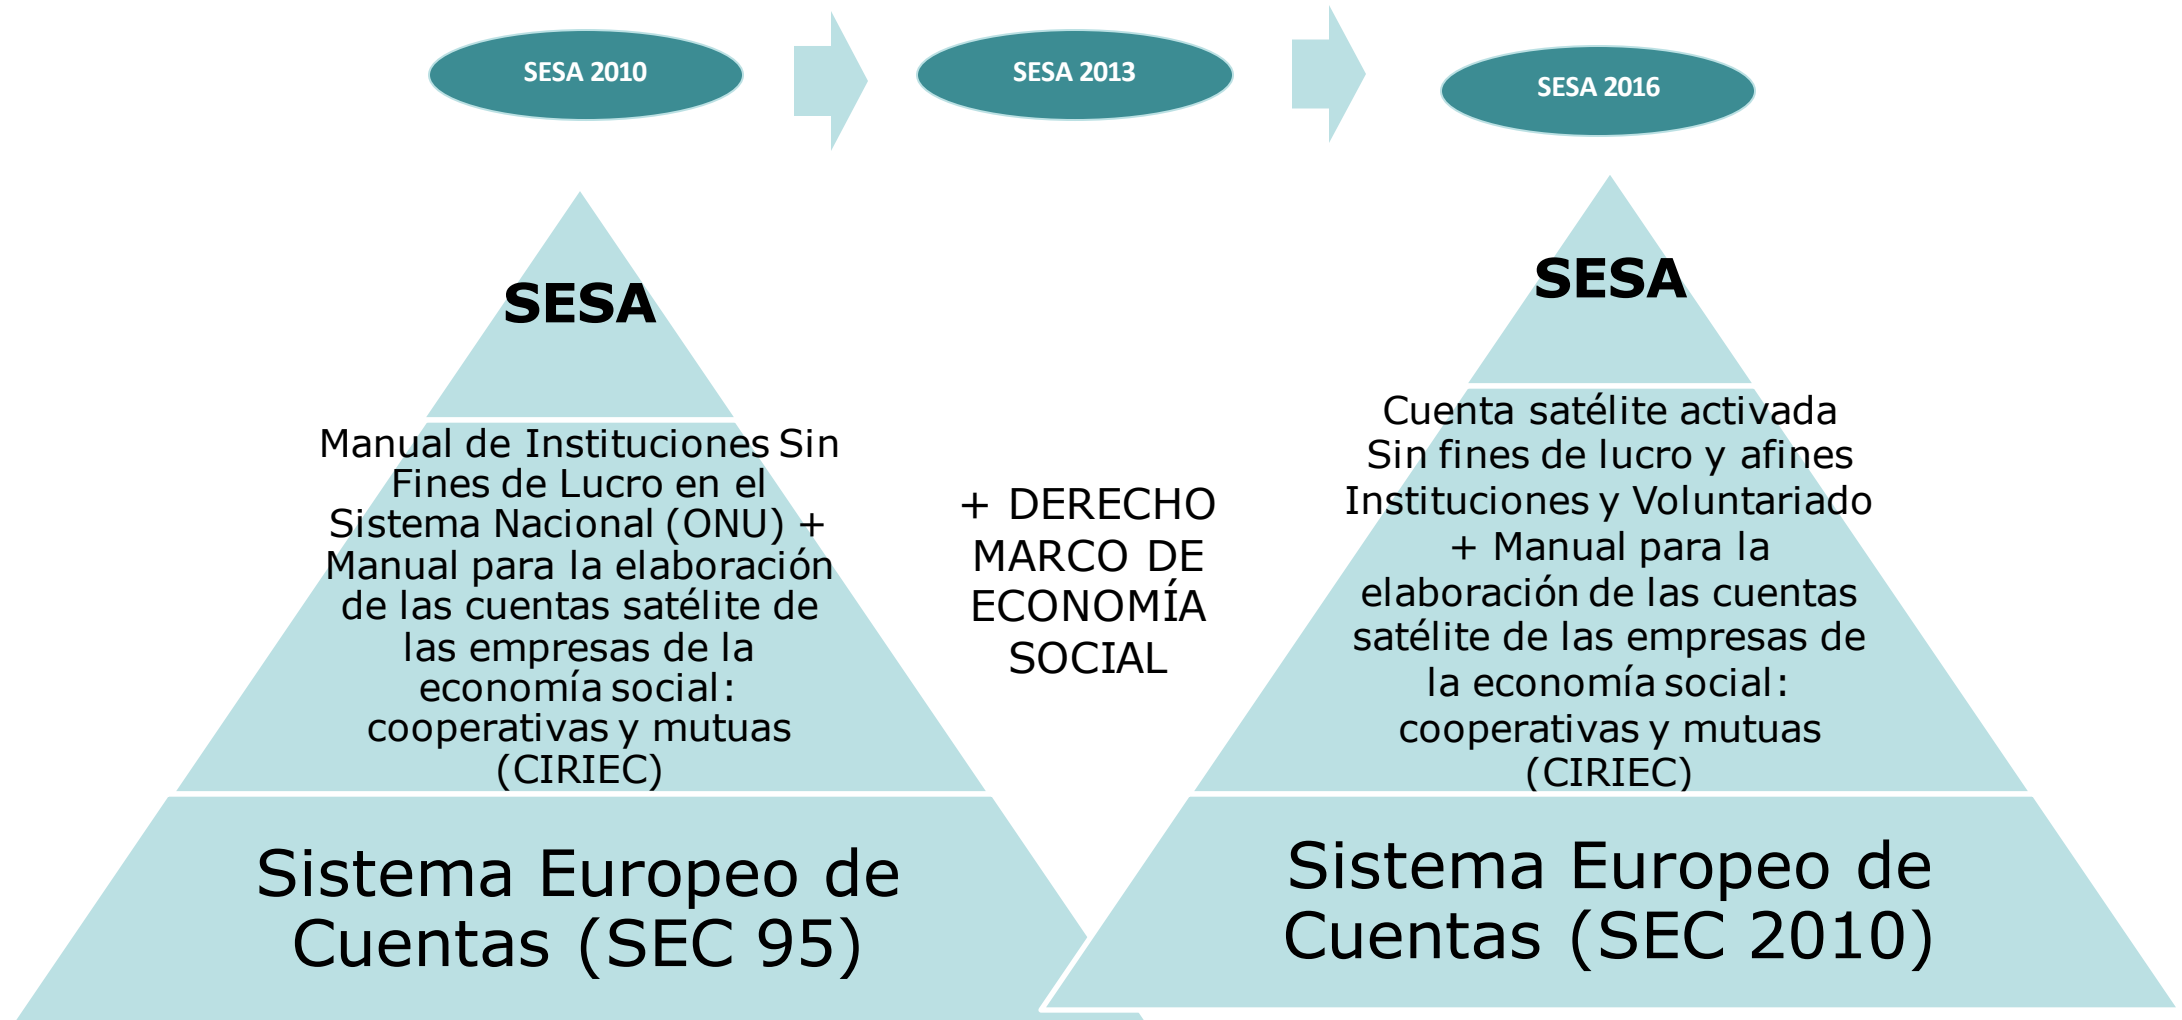 SESA 2010
SESA 2013
SESA 2016
SESA
Manual de Instituciones Sin
Fines de Lucro en el
Sistema Nacional (ONU) +
Manual para la elaboración
de las cuentas satélite de
las empresas de la
economía social:
cooperativas y mutuas
(CIRIEC)
Sistema Europeo de
Cuentas (SEC 95)
+ DERECHO
MARCO DE
ECONOMÍA
SOCIAL
SESA
Cuenta satélite activada
Sin fines de lucro y afines
Instituciones y Voluntariado
+ Manual para la
elaboración de las cuentas
satélite de las empresas de
la economía social:
cooperativas y mutuas
(CIRIEC)
Sistema Europeo de
Cuentas (SEC 2010)